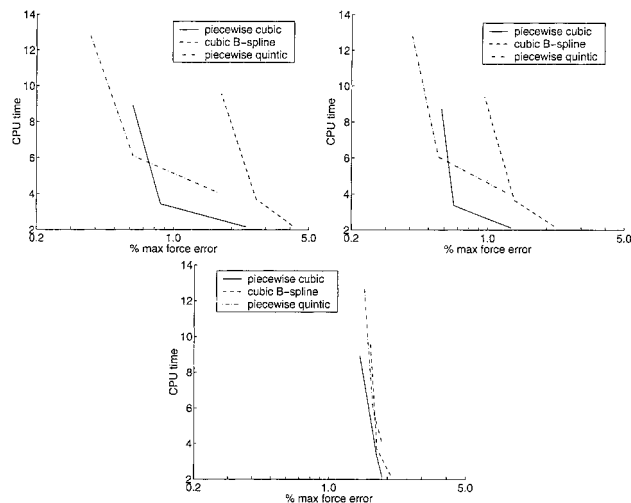 14
12
10
8
6
4
2
CPU time
piecewise cubic
cubic B-spline
piecewise quintic
0.2
1.0
5.0
% max force error
14
12
10
8
6
4
2
CPU time
piecewise cubic
cubic B-spline
piecewise quintic
0.2
1.0
5.0
% max force error
14
12
10
8
6
4
2
CPU time
piecewise cubic
cubic B-spline
piecewise quintic
0.2
1.0
5.0
% max force error